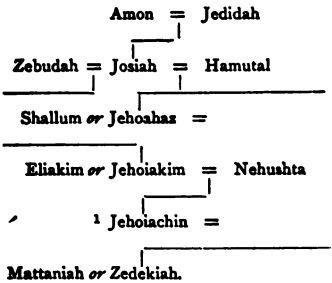 Amon = Jedidah
Zebudah = Josiah = Hamutal
Shallum or Jehoahaz =
Eliakim or Jehoiakim = Nehushta
1 Jehoiachin =
Mattaniah or Zedekiah.